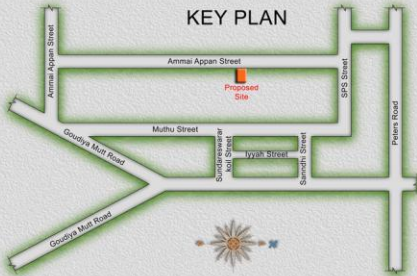 KEY PLAN
Ammai Appan Street
Ammai Appan Street
Proposed
Site
SPS Street
Peters Road
Muthu Street
Goudiya Mutt Road
Sundareswarar
koil Street
Iyyah Street
Sanndhi Street
Goudiya Mutt Road